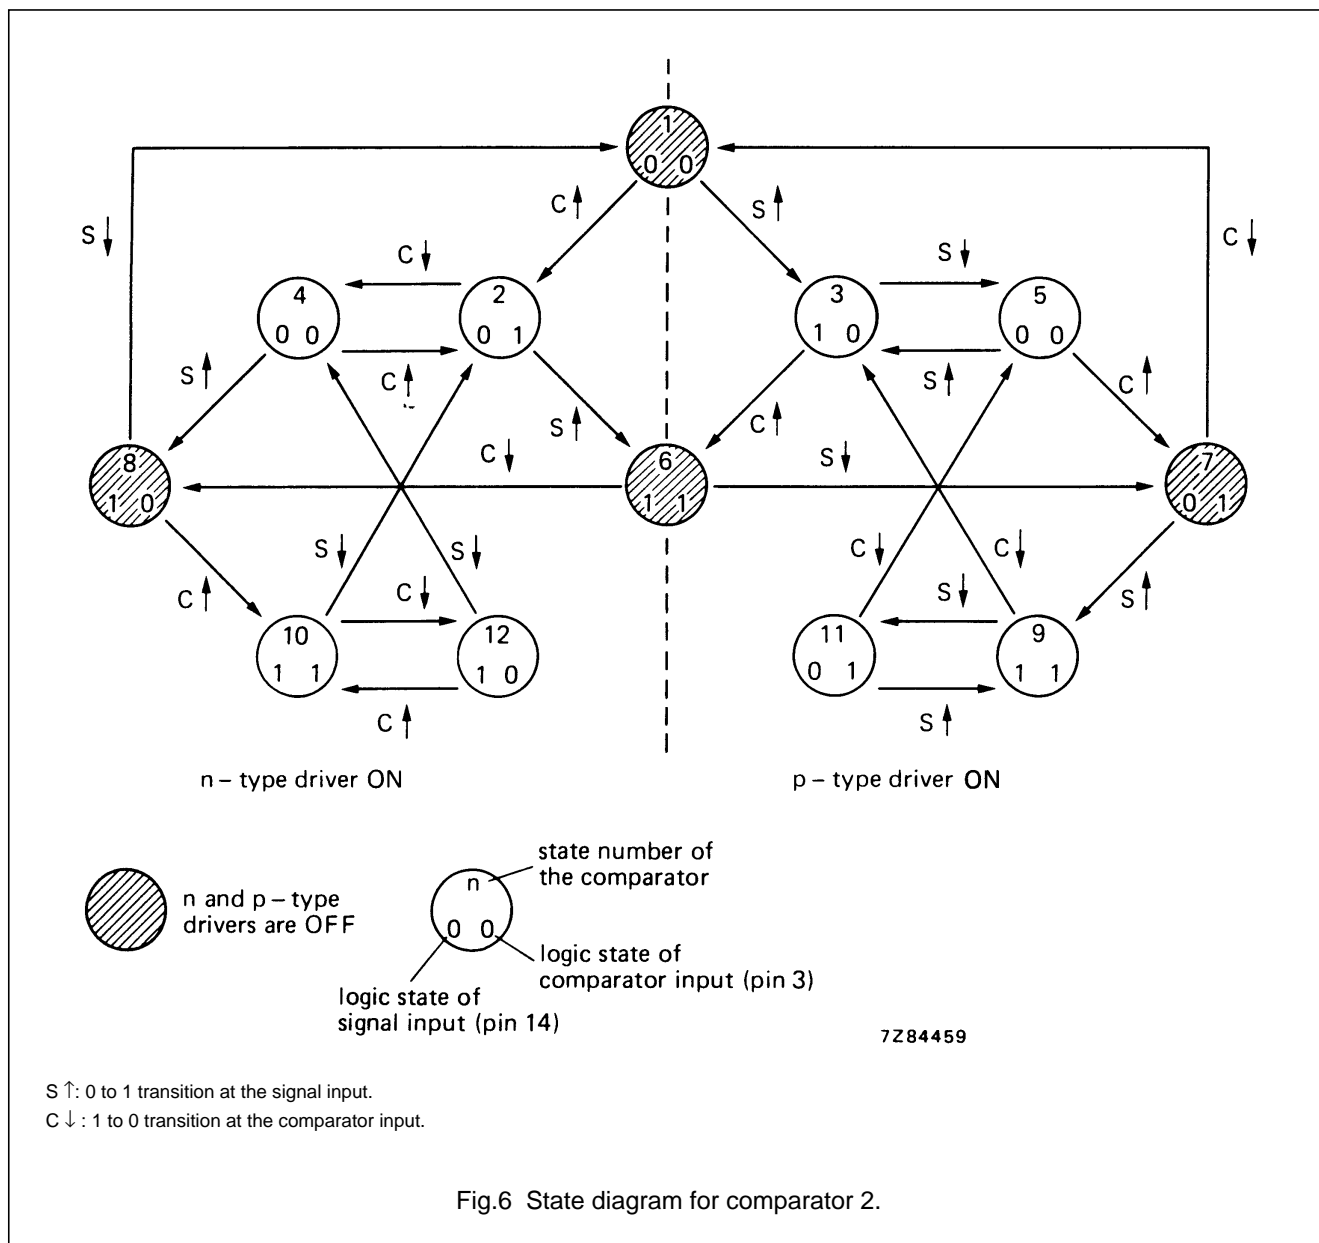 1
0 0
C↑
S↑
S↓
C↓
C↓
S↓
4
0 0
2
0 1
3
1 0
5
0 0
S↑
C↑
S↑
C↑
S↑
C↑
8
1 0
C↓
6
1 1
S↓
7
0 1
C↑
S↓
S↓
C↓
C↓
S↑
C↓
S↓
10
1 1
12
1 0
11
0 1
9
1 1
C↑
S↑
n – type driver ON
p – type driver ON
n and p – type
drivers are OFF
state number of
the comparator
n
0 0
logic state of
comparator input (pin 3)
logic state of
signal input (pin 14)
7Z84459
S ↑: 0 to 1 transition at the signal input.
C ↓ : 1 to 0 transition at the comparator input.
Fig.6 State diagram for comparator 2.